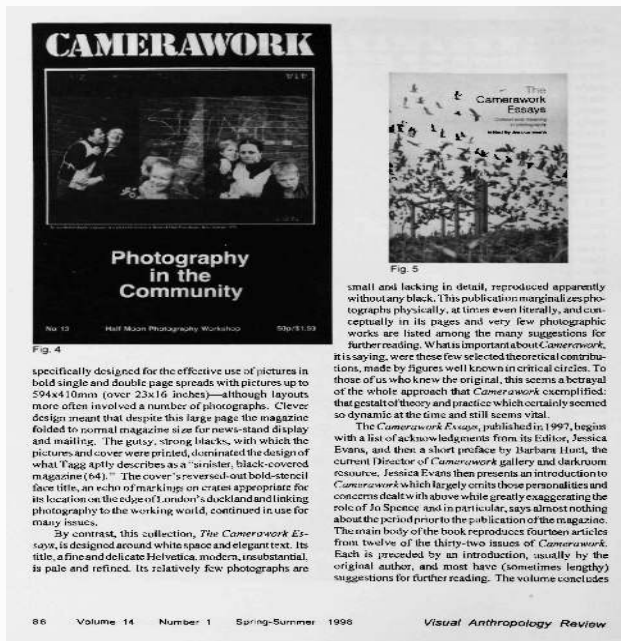 CAMERAWORK
Photography
in the
Community
No 13 Half Moon Photography Workshop 50p/$1.50
Fig. 4
specifically designed for the effective use of pictures in
bold single and double page spreads with pictures up to
594x410mm (over 23x16 inches)—although layouts
more often involved a number of photographs. Clever
design meant that despite this large page the magazine
folded to normal magazine size for news-stand display
and mailing. The gutsy, strong blacks, with which the
pictures and cover were printed, dominated the design of
what Tagg aptly describes as a "sinister, black-covered
magazine (64)." The cover's reversed-out bold-stencil
face title, an echo of markings on crates appropriate for
its location on the edge of London's dockland and linking
photography to the working world, continued in use for
many issues.
By contrast, this collection, The Camerawork Es-
says, is designed around white space and elegant text. Its
title, a fine and delicate Helvetica, modern, insubstantial,
is pale and refined. Its relatively few photographs are
The
Camerawork
Essays
Fig. 5
small and lacking in detail, reproduced apparently
without any black. This publication marginalizes pho-
tographs physically, at times even literally, and con-
ceptually in its pages and very few photographic
works are listed among the many suggestions for
further reading. What is important about Camerawork,
it is saying, were these few selected theoretical contribu-
tions, made by figures well known in critical circles. To
those of us who knew the original, this seems a betrayal
of the whole approach that Camerawork exemplified:
that gestalt of theory and practice which certainly seemed
so dynamic at the time and still seems vital.
The Camerawork Essays, published in 1997, begins
with a list of acknowledgments from its Editor, Jessica
Evans, and then a short preface by Barbara Hunt, the
current Director of Camerawork gallery and darkroom
resource. Jessica Evans then presents an introduction to
Camerawork which largely omits those personalities and
concerns dealt with above while greatly exaggerating the
role of Jo Spence and in particular, says almost nothing
about the period prior to the publication of the magazine.
The main body of the book reproduces fourteen articles
from twelve of the thirty-two issues of Camerawork.
Each is preceded by an introduction, usually by the
original author, and most have (sometimes lengthy)
suggestions for further reading. The volume concludes
86 Volume 14 Number 1 Spring-Summer 1998 Visual Anthropology Review